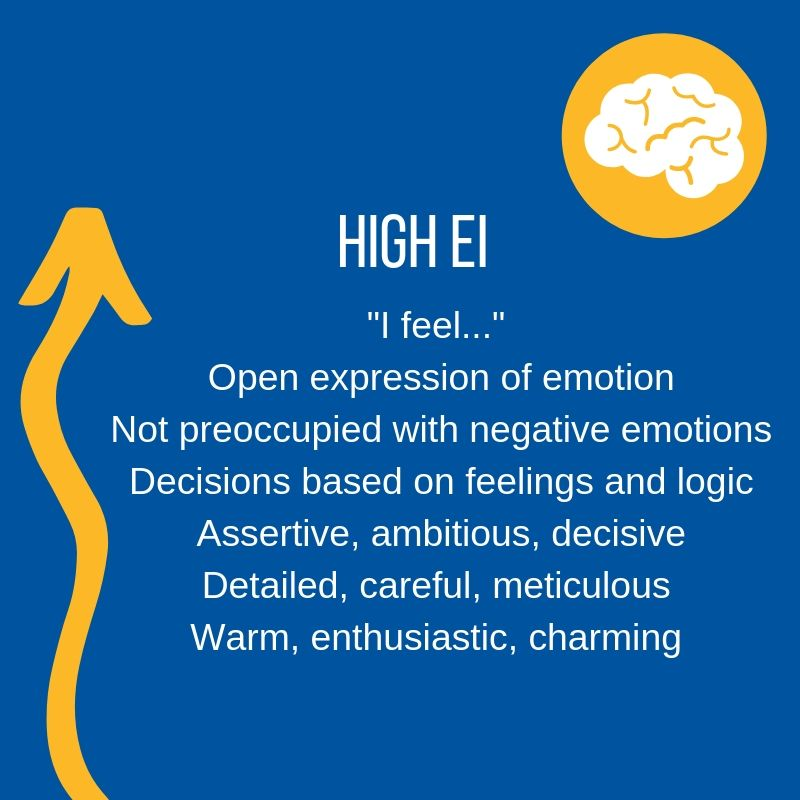 HIGH EI
"I feel..."
Open expression of emotion
Not preoccupied with negative emotions
Decisions based on feelings and logic
Assertive, ambitious, decisive
Detailed, careful, meticulous
Warm, enthusiastic, charming